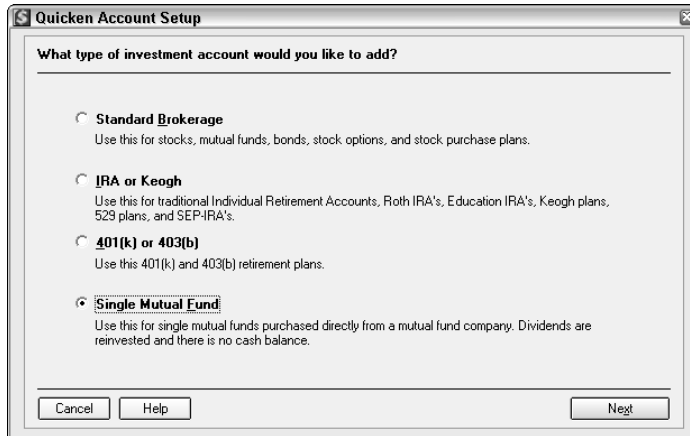 Quicken Account Setup
What type of investment account would you like to add?
Standard Brokerage
Use this for stocks, mutual funds, bonds, stock options, and stock purchase plans.
IRA or Keogh
Use this for traditional Individual Retirement Accounts, Roth IRA's, Education IRA's, Keogh plans,
529 plans, and SEP-IRA's.
401(k) or 403(b)
Use this 401(k) and 403(b) retirement plans.
Single Mutual Fund
Use this for single mutual funds purchased directly from a mutual fund company. Dividends are
reinvested and there is no cash balance.
Cancel Help Next